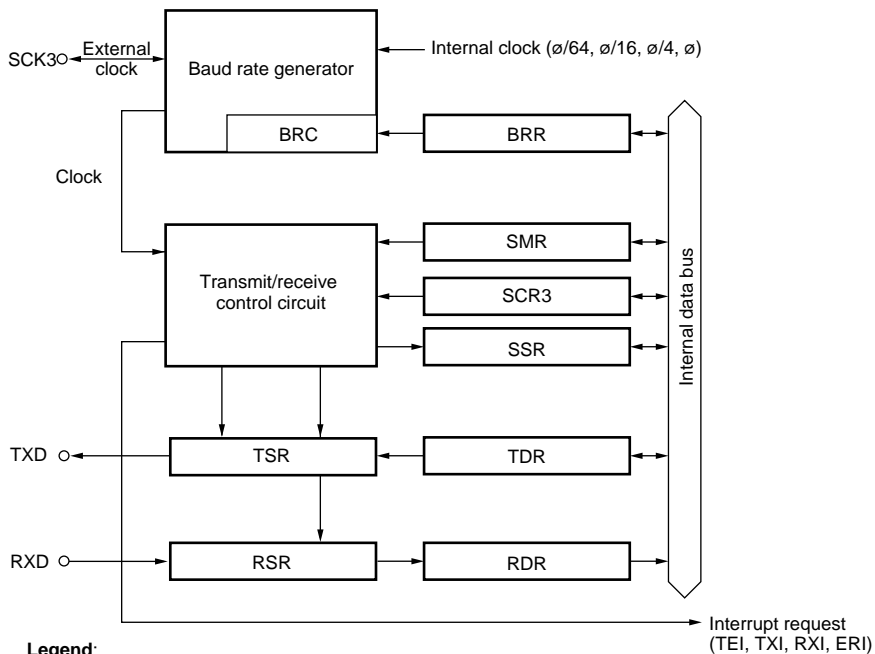 SCK3
External
clock
Baud rate generator
Internal clock (ø/64, ø/16, ø/4, ø)
BRC
BRR
Clock
Transmit/receive
control circuit
SMR
SCR3
SSR
Internal data bus
TXD
TSR
TDR
RXD
RSR
RDR
Interrupt request
(TEI, TXI, RXI, ERI)
Legend: